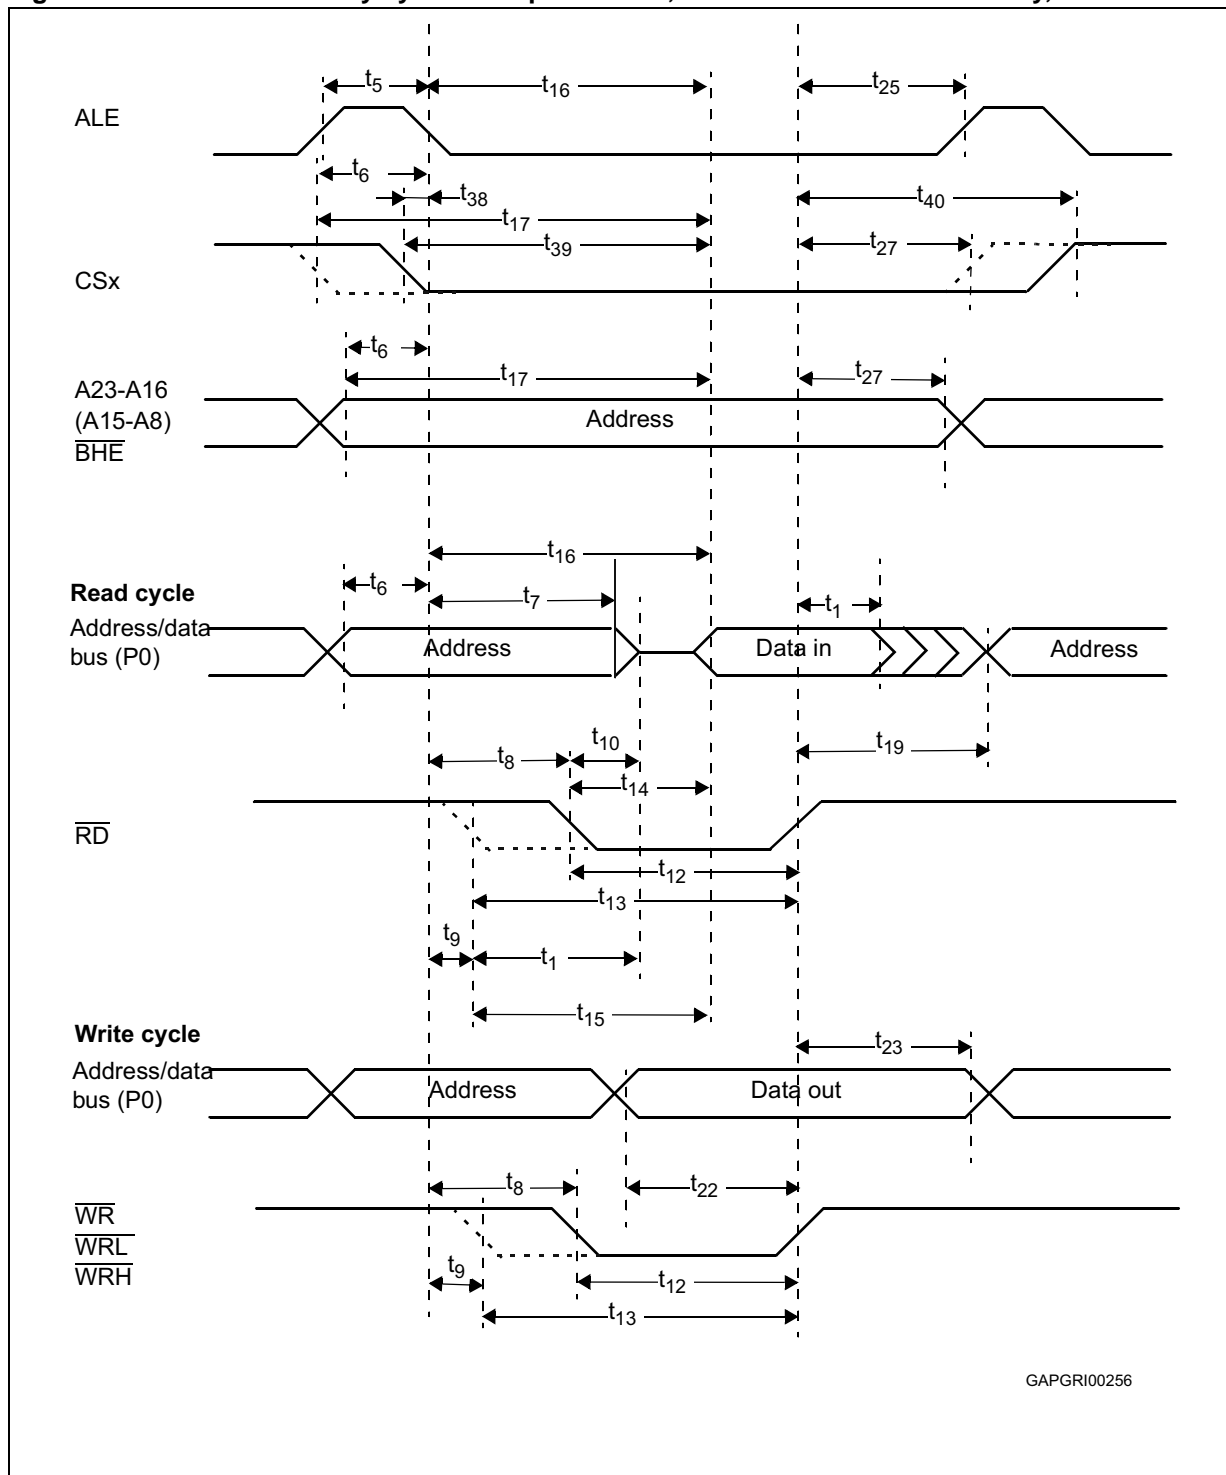 t5 t16 t25
ALE
t6
t38 t40
t17
t39 t27
CSx
t6
t17 t27
A23-A16
(A15-A8) Address
BHE
t16
t6
Read cycle t7 t1
Address/data
bus (P0) Address Data in Address
t10 t19
t8
t14
RD
t12
t13
t9
t1
t15
Write cycle
t23
Address/data
bus (P0) Address Data out
t8 t22
WR
WRL
WRH t9 t12
t13
GAPGRI00256